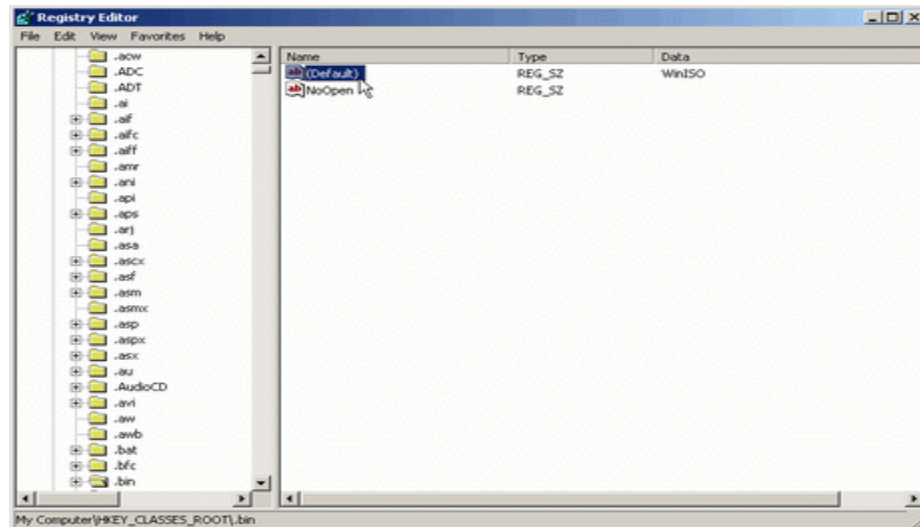 Registry Editor
File Edit View Favorites Help
.acw
.ADC
.ADT
.ai
.aif
.aifc
.aiff
.amr
.ani
.api
.aps
.arj
.asa
.ascx
.asf
.asm
.asmx
.asp
.aspx
.asx
.au
.AudioCD
.avi
.aw
.awb
.bat
.bfc
.bin
Name Type Data
ab (Default) REG_SZ WinISO
ab NoOpen REG_SZ
My Computer\HKEY_CLASSES_ROOT\.bin